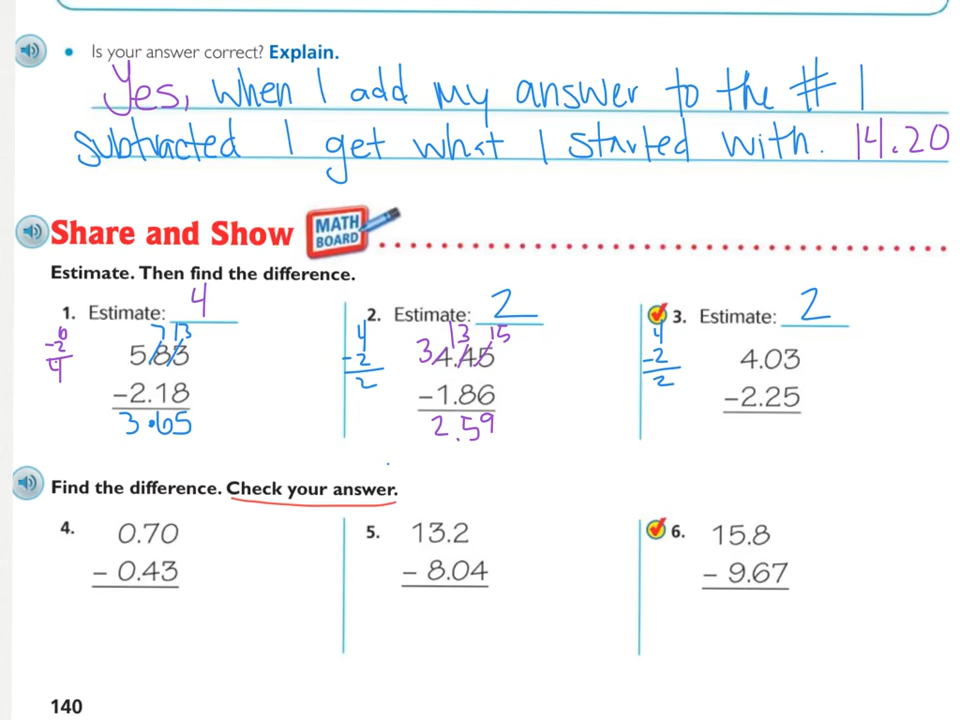 • Is your answer correct? Explain.
Yes, when I add my answer to the # I
subtracted I get what I started with. 14.20
Share and Show MATH BOARD
Estimate. Then find the difference.
1. Estimate: 4
6
-2
4
7 13
5.83
-2.18
3.65
2. Estimate: 2
4
-2
2
3 13 15
4.45
-1.86
2.59
3. Estimate: 2
4
-2
2
4.03
-2.25
Find the difference. Check your answer.
4. 0.70
- 0.43
5. 13.2
- 8.04
6. 15.8
- 9.67
140